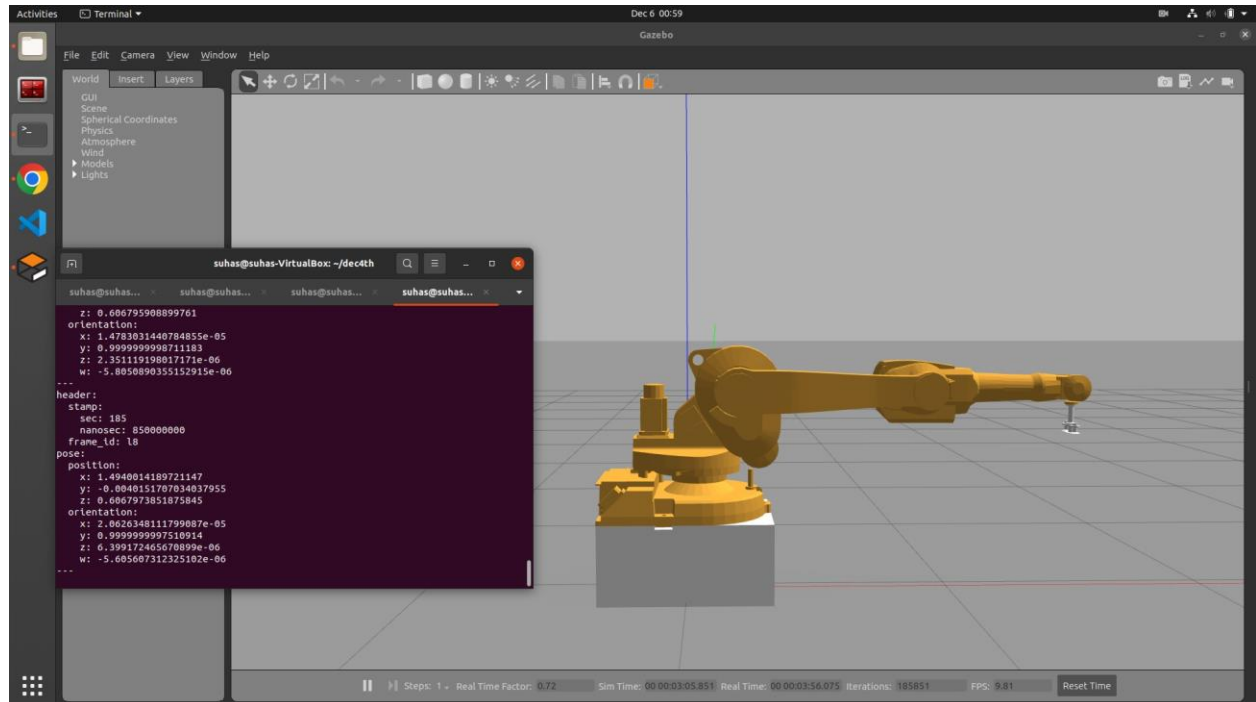 Activities Terminal Dec 6 00:59
Gazebo
File Edit Camera View Window Help
World Insert Layers
GUI
Scene
Spherical Coordinates
Physics
Atmosphere
Wind
Models
Lights
suhas@suhas-VirtualBox: ~/dec4th
suhas@suhas... suhas@suhas... suhas@suhas... suhas@suhas...
z: 0.606795908899761
orientation:
x: 1.4783031440784855e-05
y: 0.9999999998711183
z: 2.351119198017171e-06
w: -5.8050890355152915e-06
---
header:
stamp:
sec: 185
nanosec: 850000000
frame_id: l8
pose:
position:
x: 1.4940014189721147
y: -0.0040151707034037955
z: 0.6067973851875845
orientation:
x: 2.0626348111799087e-05
y: 0.9999999997510914
z: 6.399172465670899e-06
w: -5.605607312325102e-06
---
Steps: 1 Real Time Factor: 0.72 Sim Time: 00 00:03:05.851 Real Time: 00 00:03:56.075 Iterations: 185851 FPS: 9.81 Reset Time